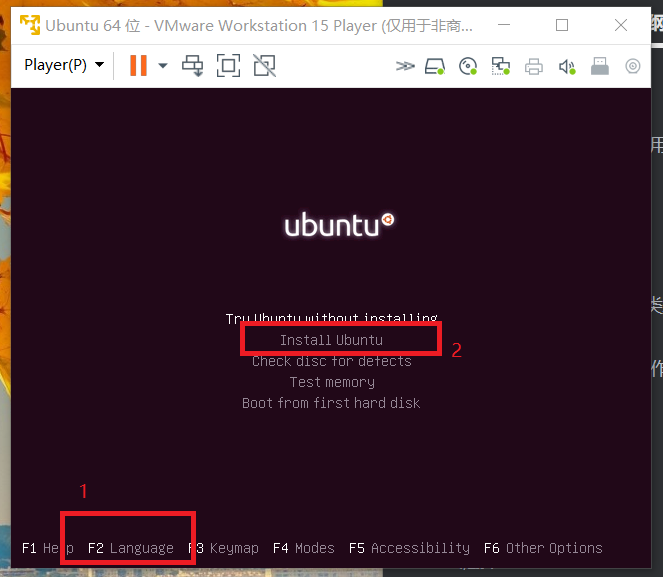 Ubuntu 64 位 - VMware Workstation 15 Player (仅用于非商...
Player(P)
用
ubuntu
类
Try Ubuntu without installing
Install Ubuntu
2
作
Check disc for defects
Test memory
Boot from first hard disk
1
F1 Help F2 Language F3 Keymap F4 Modes F5 Accessibility F6 Other Options